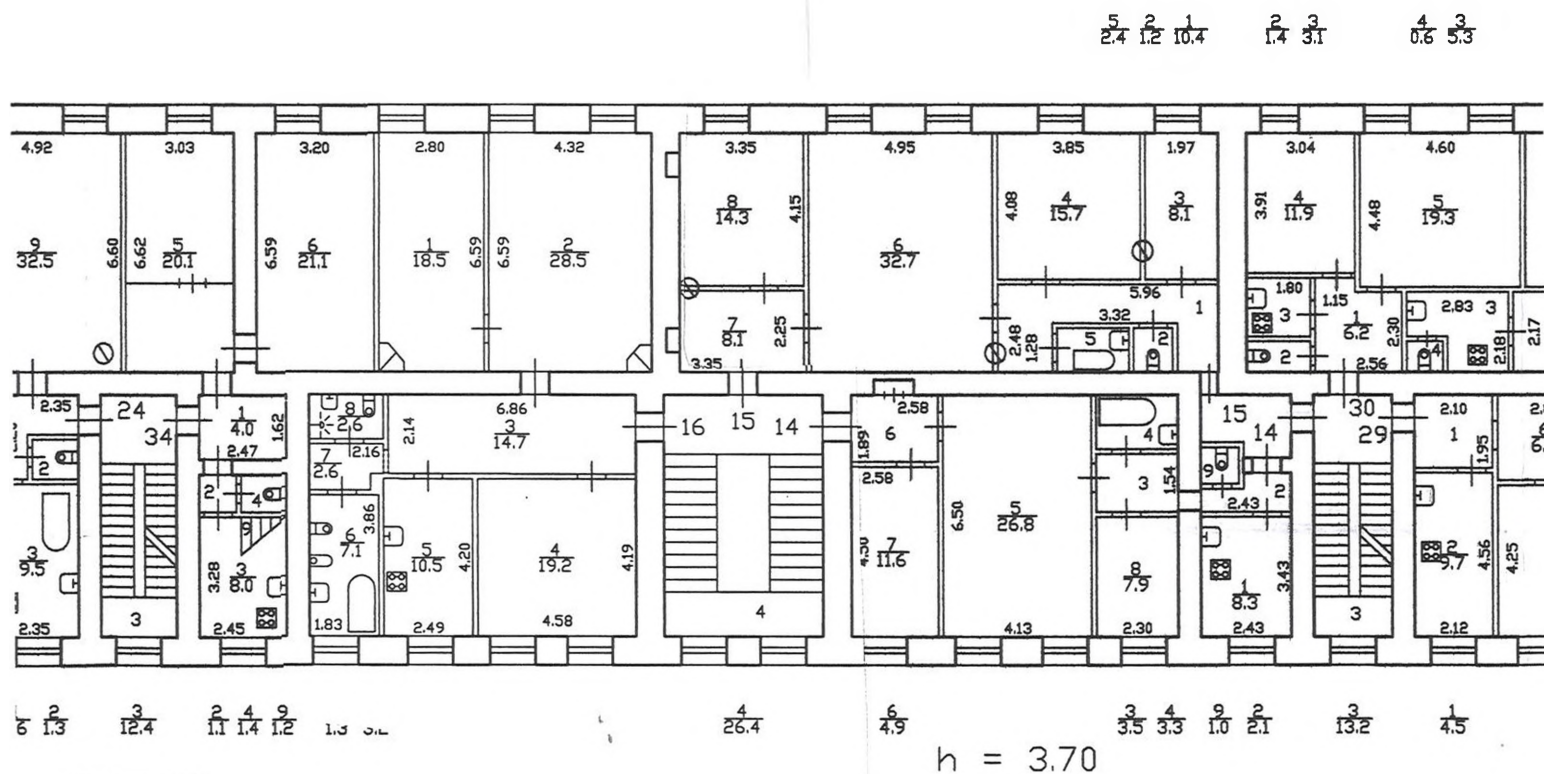 5/2.4 2/1.2 1/10.4 2/1.4 3/3.1 4/0.6 3/5.3
4.92 3.03 3.20 2.80 4.32 3.35 4.95 3.85 1.97 3.04 4.60
9/32.5 6.60 6.62 5/20.1 6.59 6/21.1 1/18.5 6.59 6.59 2/28.5 8/14.3 4.15 6/32.7 4.08 4/15.7 3/8.1 3.91 4/11.9 4.48 5/19.3
7/8.1 2.25 5.96 1 1.80 1.15 2.83 3
3.32 2.48 1.28 5 2 3 1/6.2 2.30 2.18 2.17
3.35 2 2.56 4
2.35 24 34 1/4.0 1.62 2.47 8/2.6 2.16 2.14 6.86 3/14.7 16 15 14 2.58 6 1.89 4 15 14 30 29 2.10 1 1.95
2 2 4 7/2.6 2.58 3 1.54 9 2 2.43
3/9.5 9 3.28 3/8.0 6/7.1 3.86 5/10.5 4.20 4/19.2 4.19 7/11.6 6.50 5/26.8 8/7.9 1/8.3 3.43 2/9.7 4.56 4.25
2.35 3 2.45 1.83 2.49 4.58 4 4.13 2.30 2.43 3 2.12
2/1.3 3/12.4 2/1.1 4/1.4 9/1.2 4/26.4 6/4.9 3/3.5 4/3.3 9/1.0 2/2.1 3/13.2 1/4.5
h = 3.70